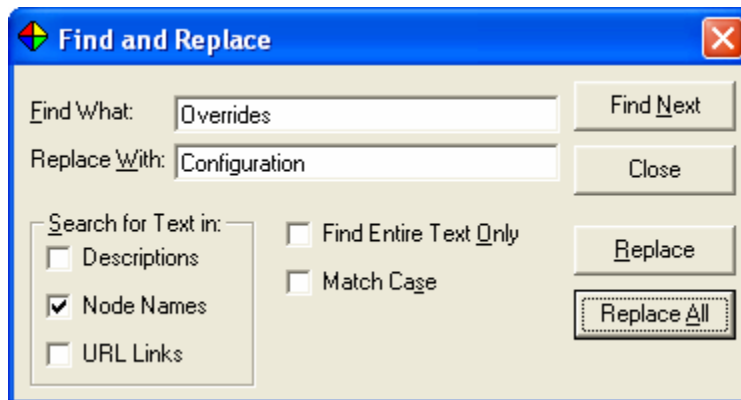 Find and Replace
Find What: Overrides
Find Next
Replace With: Configuration
Close
Search for Text in:
Descriptions
Node Names
URL Links
Find Entire Text Only
Match Case
Replace
Replace All